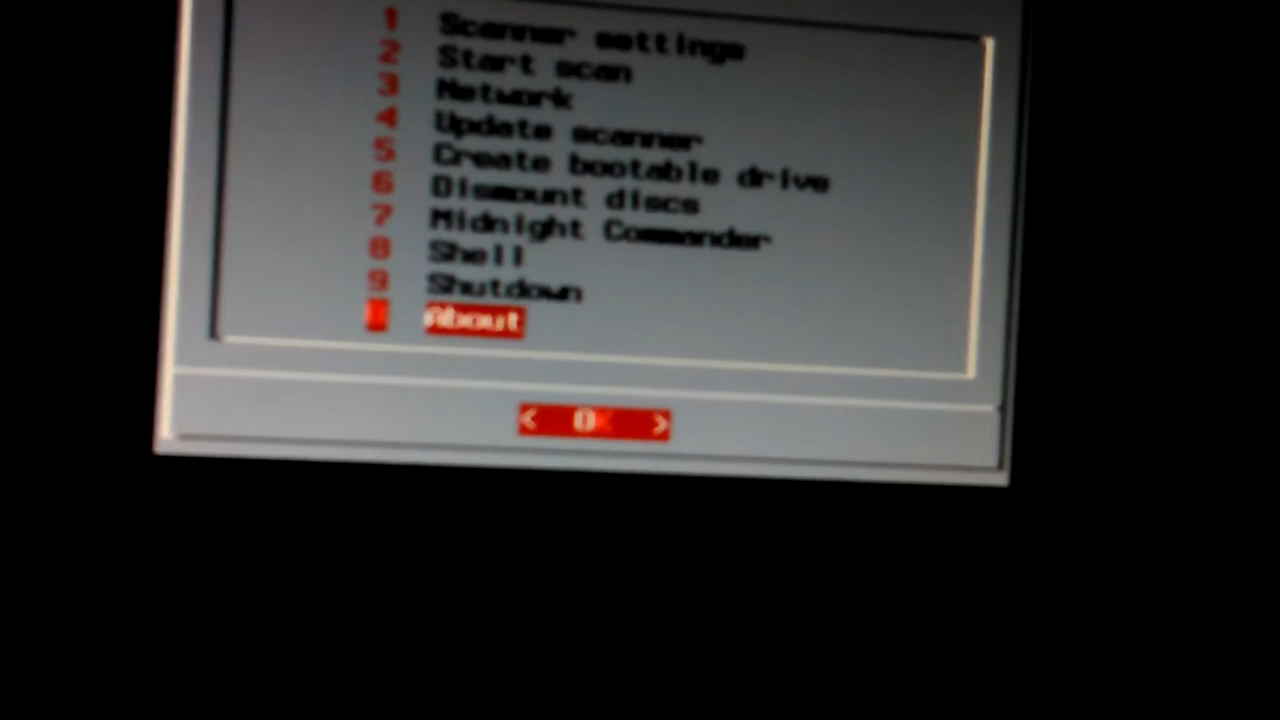 1 Scanner settings
2 Start scan
3 Network
4 Update scanner
5 Create bootable drive
6 Dismount discs
7 Midnight Commander
8 Shell
9 Shutdown
About
< OK >